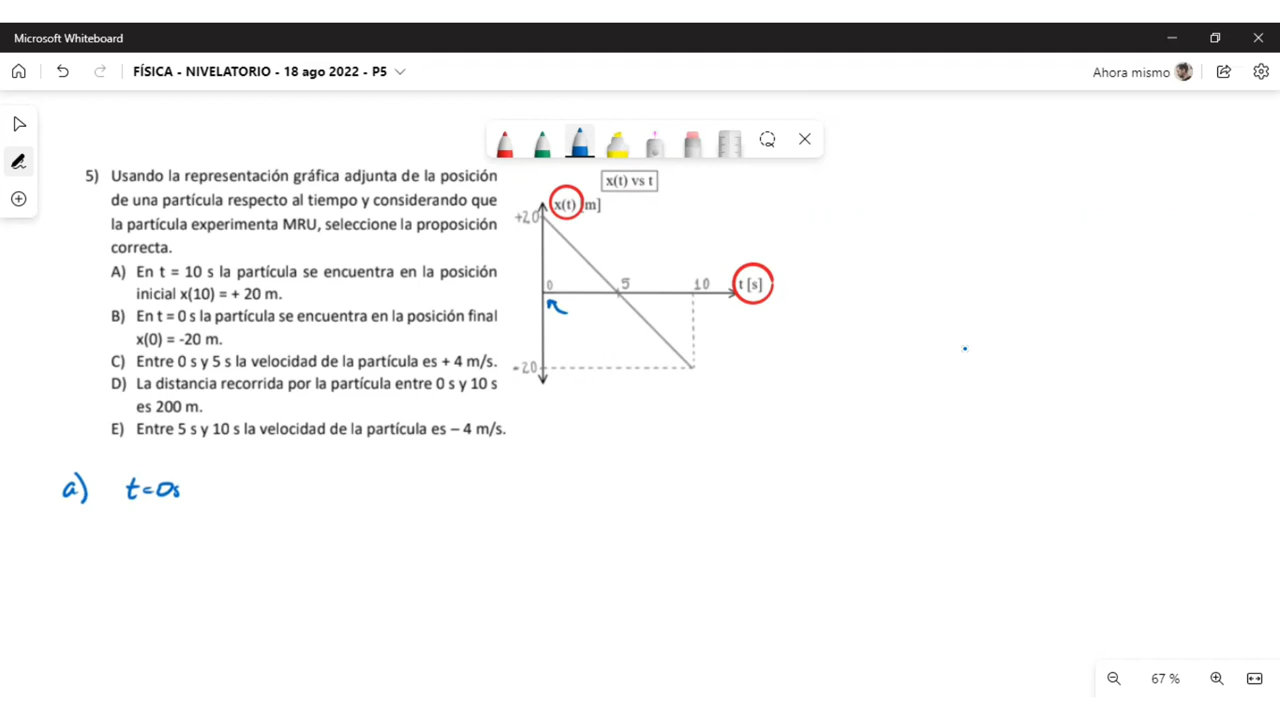 Microsoft Whiteboard
FÍSICA - NIVELATORIO - 18 ago 2022 - P5
Ahora mismo
5) Usando la representación gráfica adjunta de la posición
de una partícula respecto al tiempo y considerando que
la partícula experimenta MRU, seleccione la proposición
correcta.
A) En t = 10 s la partícula se encuentra en la posición
inicial x(10) = + 20 m.
B) En t = 0 s la partícula se encuentra en la posición final
x(0) = -20 m.
C) Entre 0 s y 5 s la velocidad de la partícula es + 4 m/s.
D) La distancia recorrida por la partícula entre 0 s y 10 s
es 200 m.
E) Entre 5 s y 10 s la velocidad de la partícula es – 4 m/s.
x(t) vs t
x(t) [m]
+20
0
5
10
t [s]
-20
a) t=0s
67 %